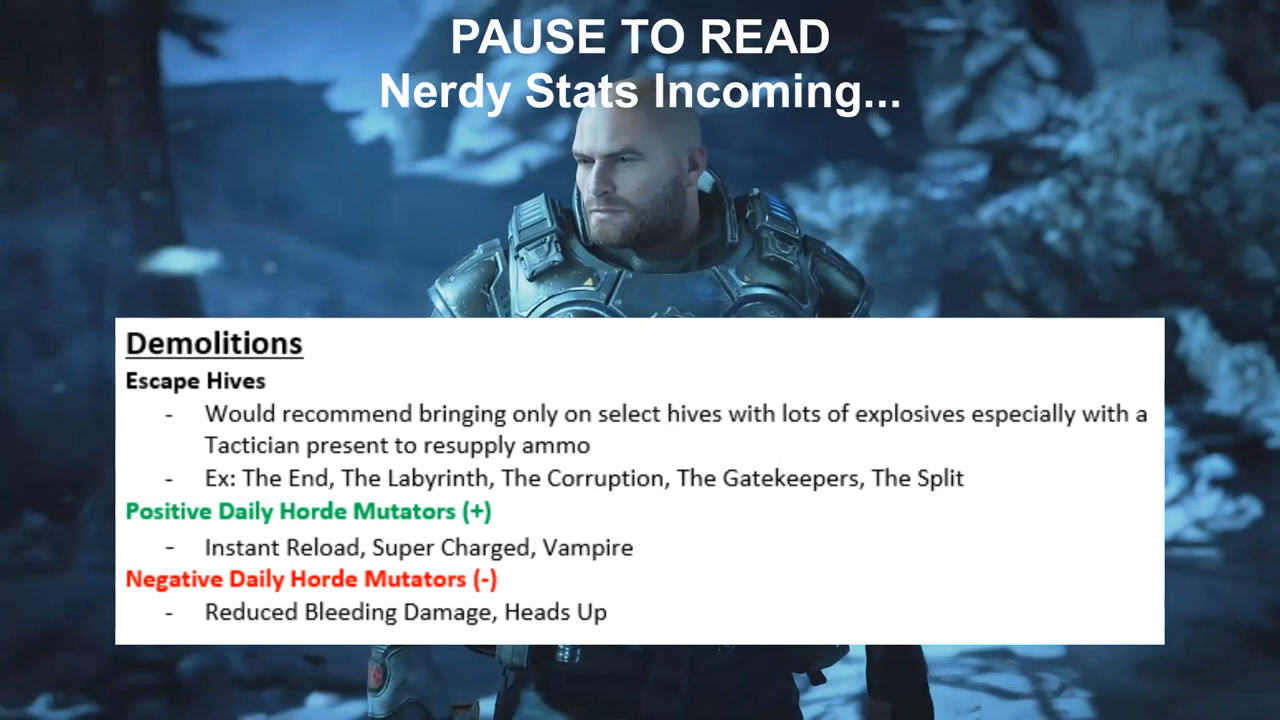 PAUSE TO READ
Nerdy Stats Incoming...
Demolitions
Escape Hives
- Would recommend bringing only on select hives with lots of explosives especially with a
Tactician present to resupply ammo
- Ex: The End, The Labyrinth, The Corruption, The Gatekeepers, The Split
Positive Daily Horde Mutators (+)
- Instant Reload, Super Charged, Vampire
Negative Daily Horde Mutators (-)
- Reduced Bleeding Damage, Heads Up